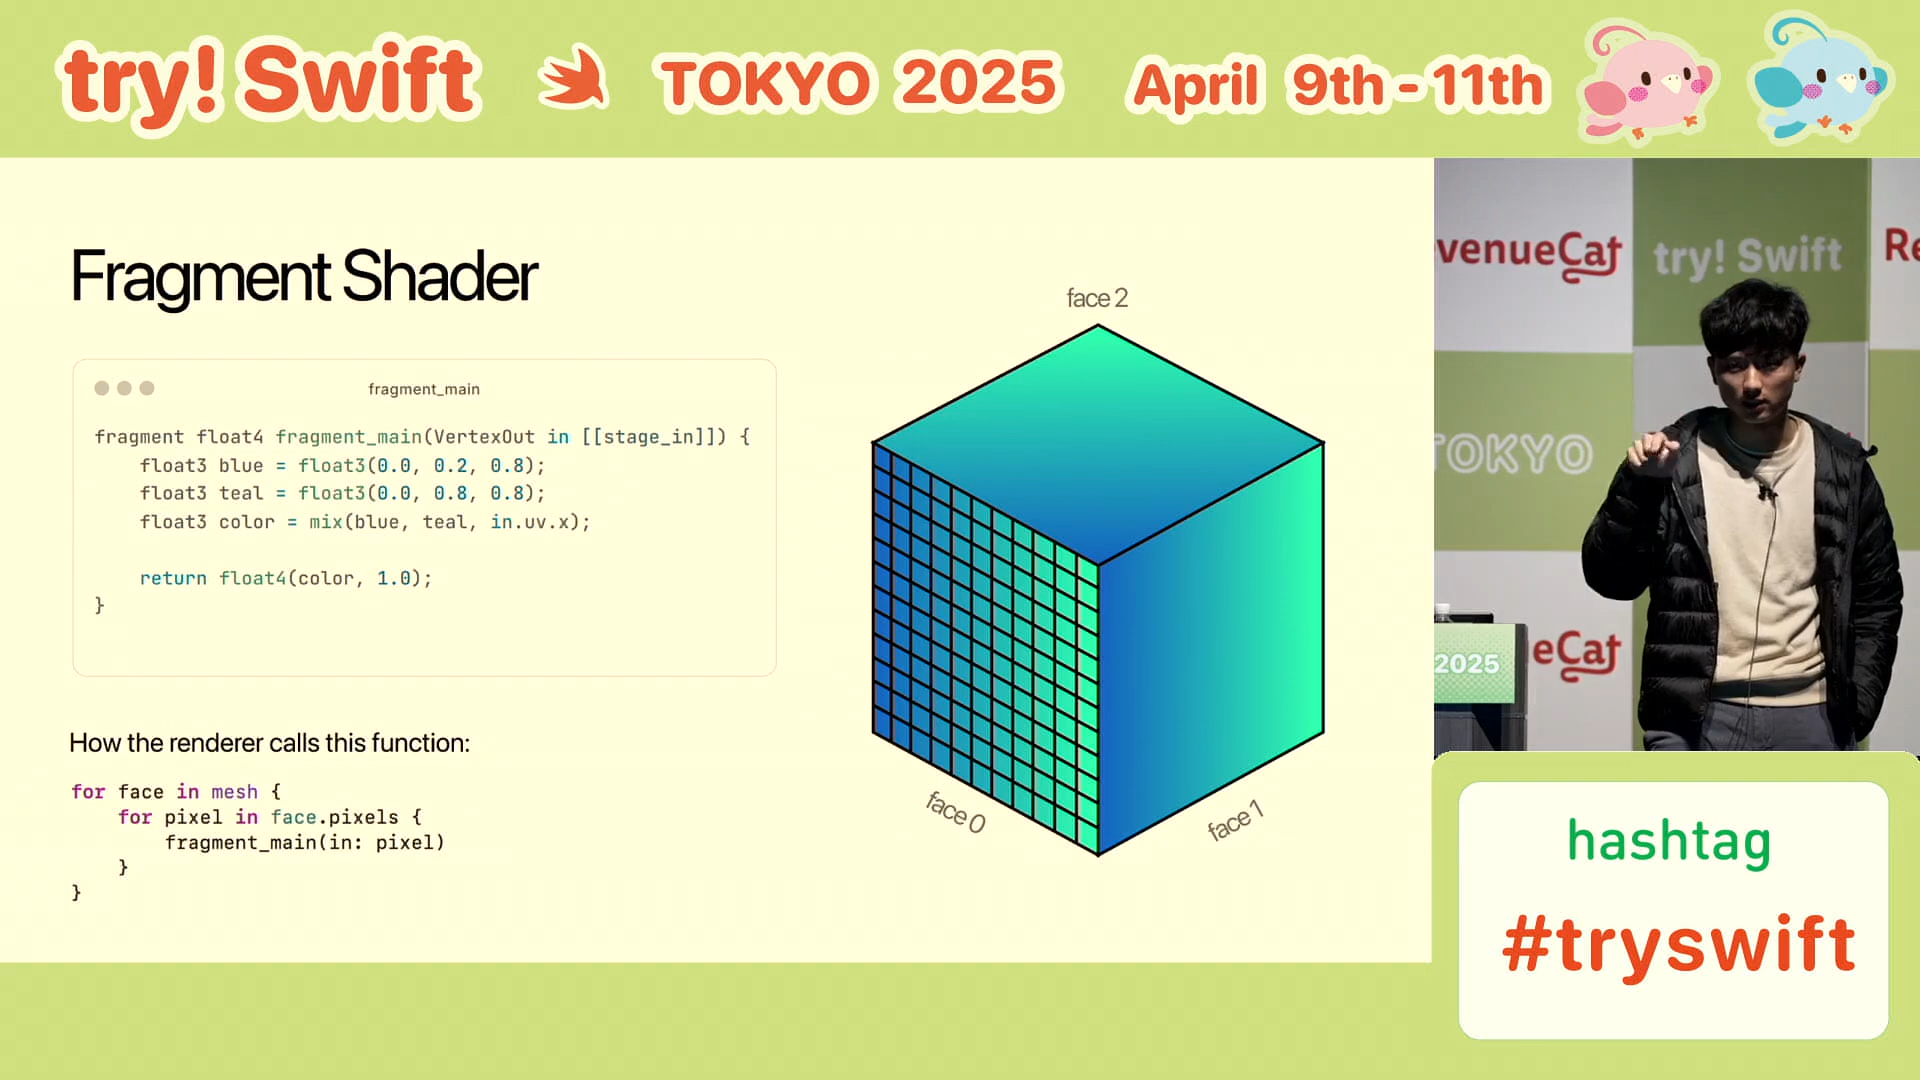 try! Swift TOKYO 2025 April 9th - 11th
Fragment Shader
fragment_main
fragment float4 fragment_main(VertexOut in [[stage_in]]) {
    float3 blue = float3(0.0, 0.2, 0.8);
    float3 teal = float3(0.0, 0.8, 0.8);
    float3 color = mix(blue, teal, in.uv.x);
    return float4(color, 1.0);
}
How the renderer calls this function:
for face in mesh {
    for pixel in face.pixels {
        fragment_main(in: pixel)
    }
}
face 2
face 0
face 1
venueCat
try! Swift
Re
TOKYO
eCat
2025
hashtag
#tryswift